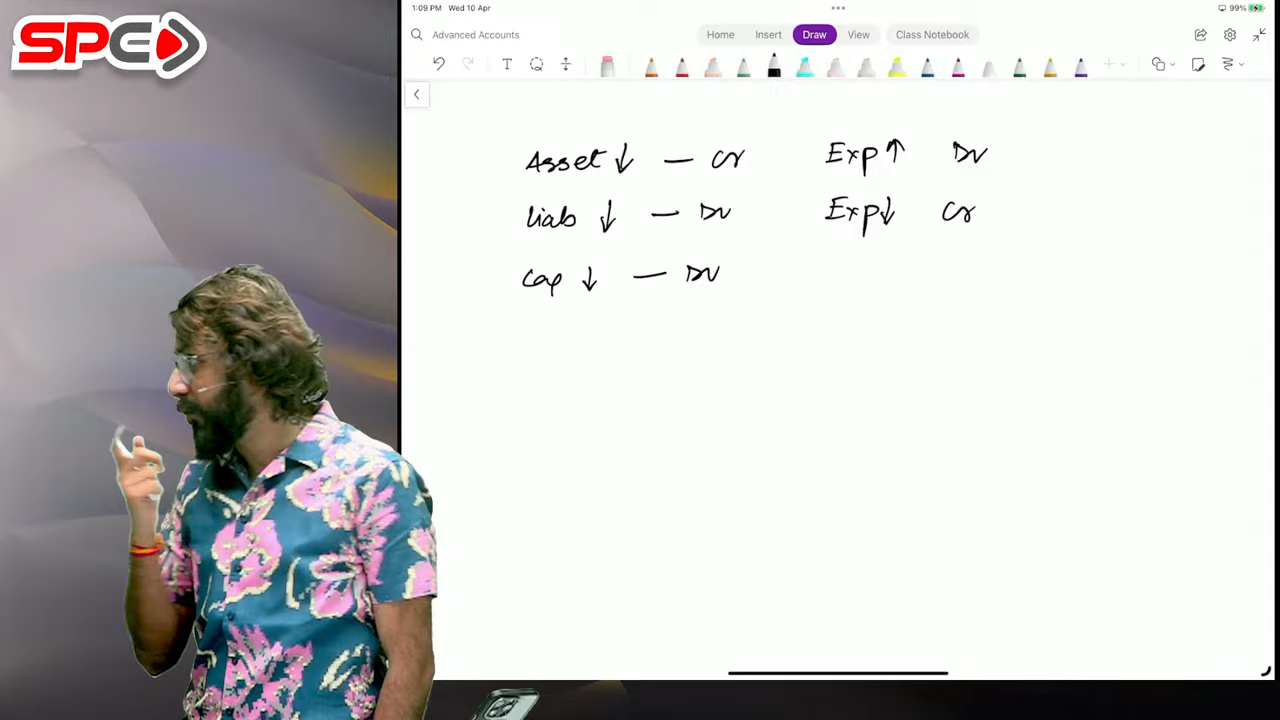 SPED
1:09 PM Wed 10 Apr
99%
Advanced Accounts
Home Insert Draw View Class Notebook
T
Asset ↓ — Cr Exp ↑ Dr
liab ↓ — Dr Exp ↓ Cr
Cap ↓ — Dr